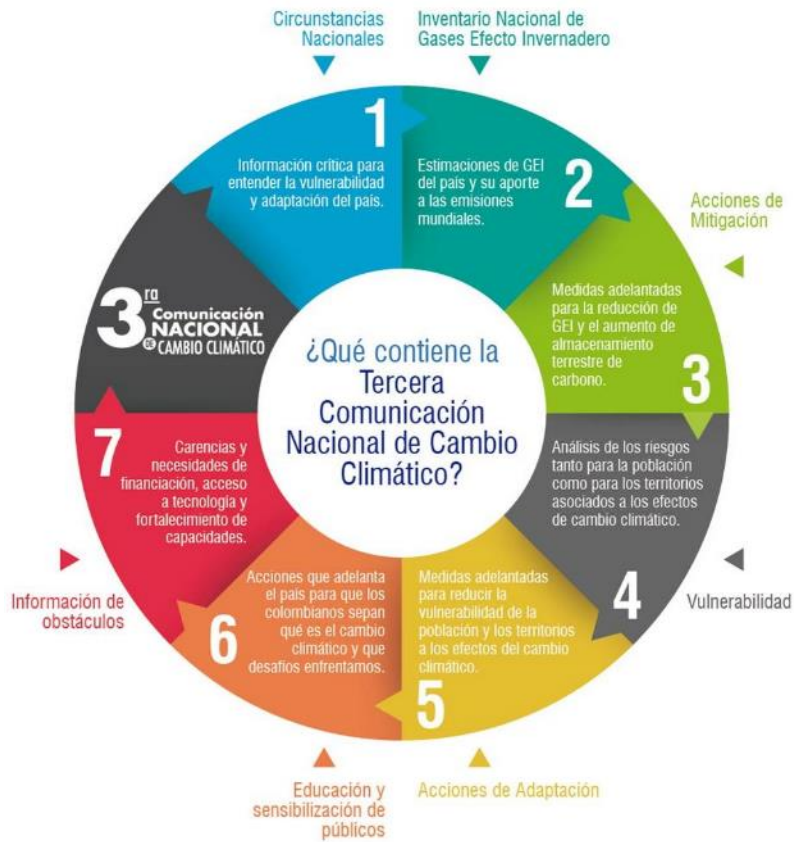 Circunstancias
Nacionales
Inventario Nacional de
Gases Efecto Invernadero
1
Información crítica para
entender la vulnerabilidad
y adaptación del país.
Estimaciones de GEI
del país y su aporte
a las emisiones
mundiales.
2
Acciones de
Mitigación
Medidas adelantadas
para la reducción de
GEI y el aumento de
almacenamiento
terrestre de
carbono.
3
3ra
Comunicación
NACIONAL
DE CAMBIO CLIMÁTICO
¿Qué contiene la
Tercera
Comunicación
Nacional de Cambio
Climático?
Análisis de los riesgos
tanto para la población
como para los territorios
asociados a los efectos
de cambio climático.
4
Vulnerabilidad
7
Carencias y
necesidades de
financiación, acceso
a tecnología y
fortalecimiento de
capacidades.
Información de
obstáculos
Acciones que adelanta
el país para que los
colombianos sepan
qué es el cambio
climático y que
desafíos enfrentamos.
6
Medidas adelantadas
para reducir la
vulnerabilidad de la
población y los territorios
a los efectos del cambio
climático.
5
Educación y
sensibilización de
públicos
Acciones de Adaptación